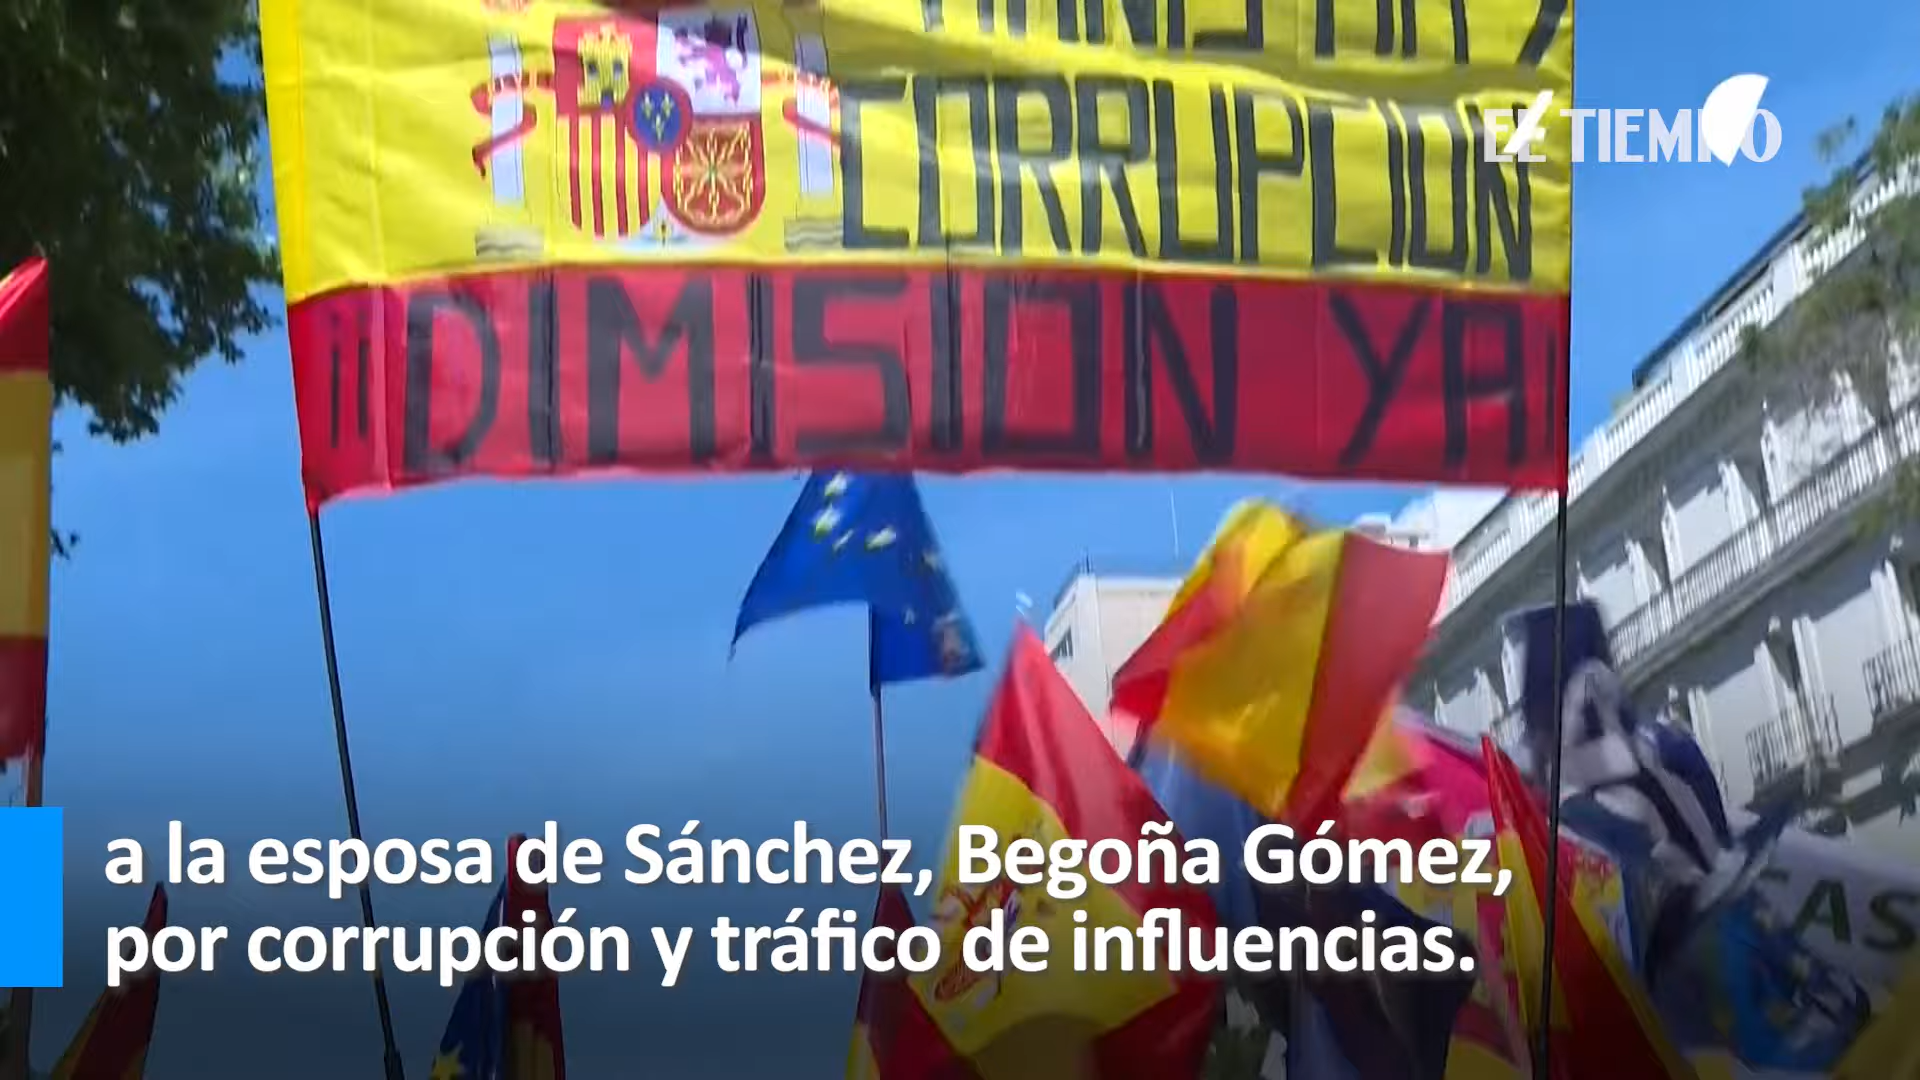 CORRUPCION
¡¡DIMISION YA
EL TIEMPO
a la esposa de Sánchez, Begoña Gómez,
por corrupción y tráfico de influencias.